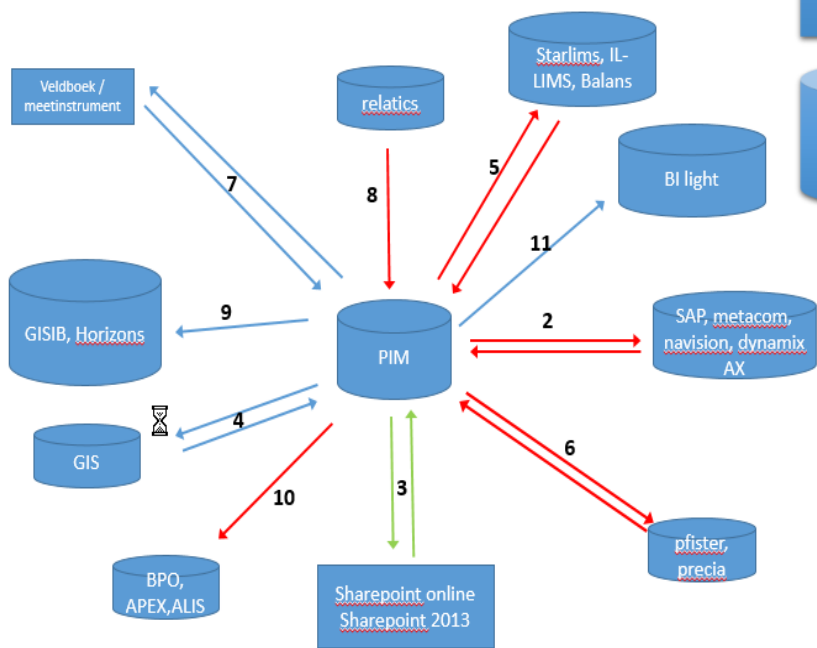 Veldboek /
meetinstrument
relatics
Starlims, IL-
LIMS, Balans
BI light
7
8
5
11
GISIB, Horizons
9
PIM
2
SAP, metacom,
navision, dynamix
AX
4
GIS
10
3
6
BPO,
APEX,ALIS
Sharepoint online
Sharepoint 2013
pfister,
precia